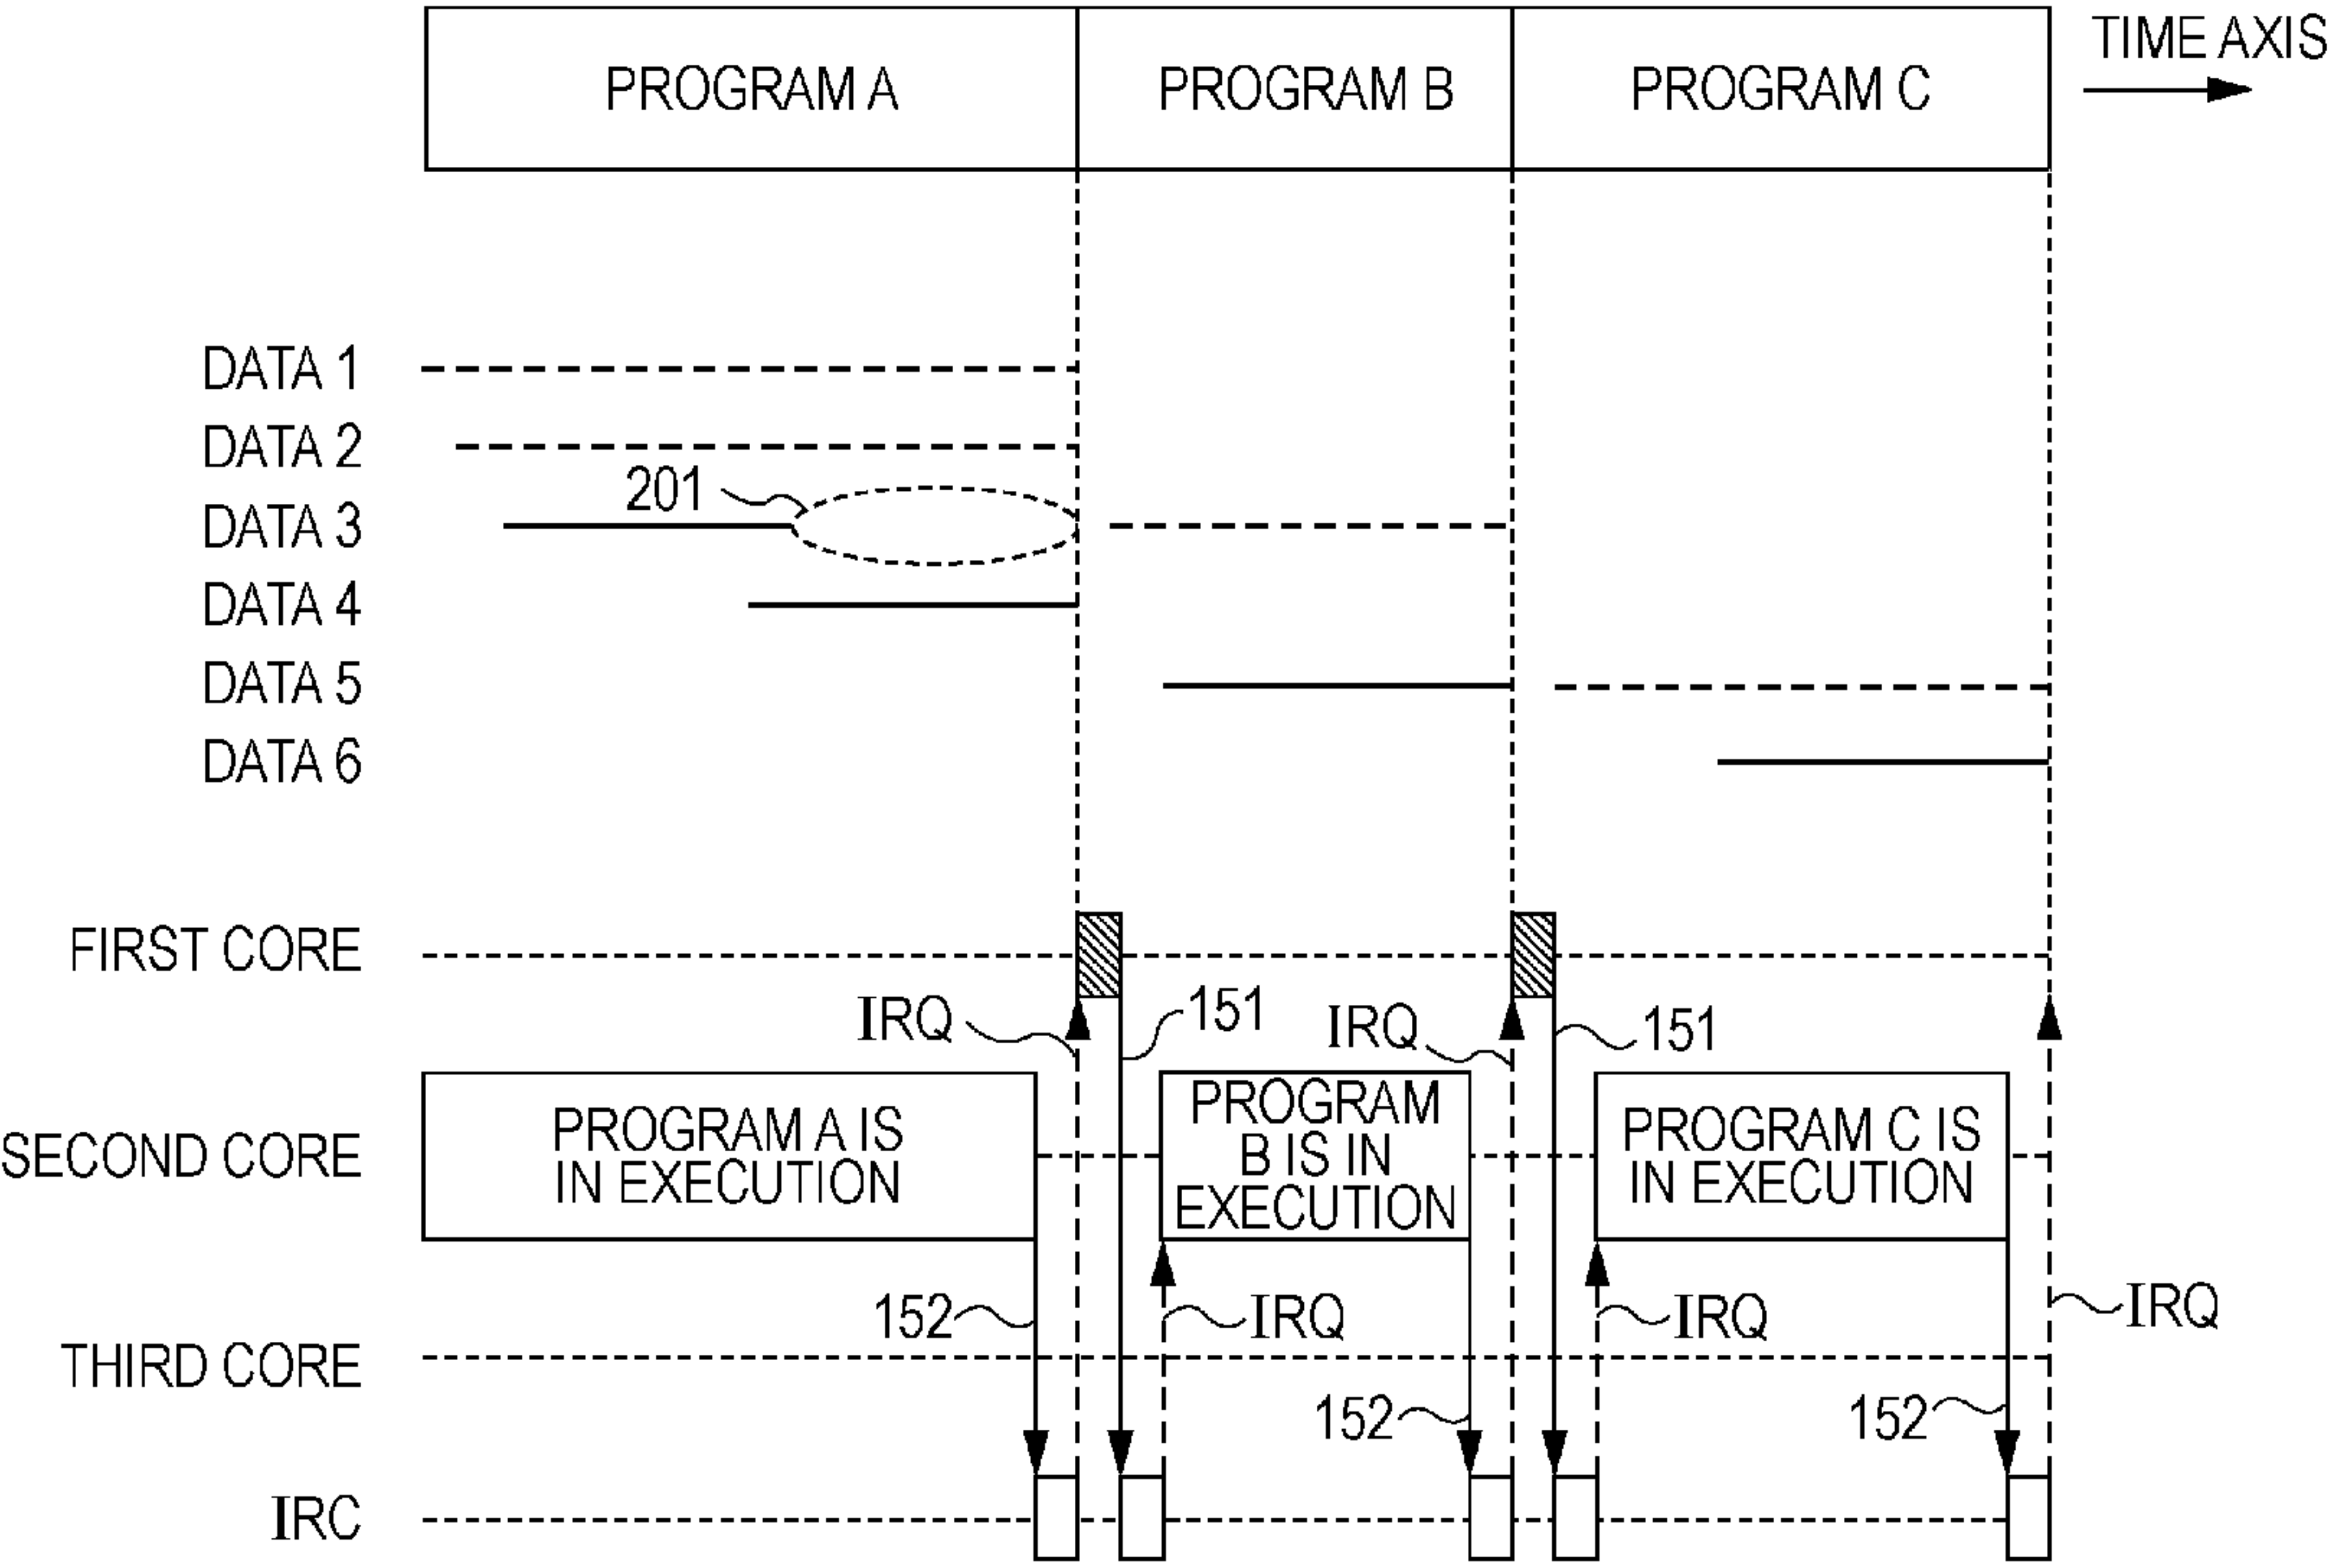 PROGRAM A
PROGRAM B
PROGRAM C
TIME AXIS
DATA 1
DATA 2
201
DATA 3
DATA 4
DATA 5
DATA 6
FIRST CORE
IRQ
151
IRQ
151
SECOND CORE
PROGRAM A IS
IN EXECUTION
PROGRAM
B IS IN
EXECUTION
PROGRAM C IS
IN EXECUTION
152
IRQ
IRQ
IRQ
THIRD CORE
152
152
IRC